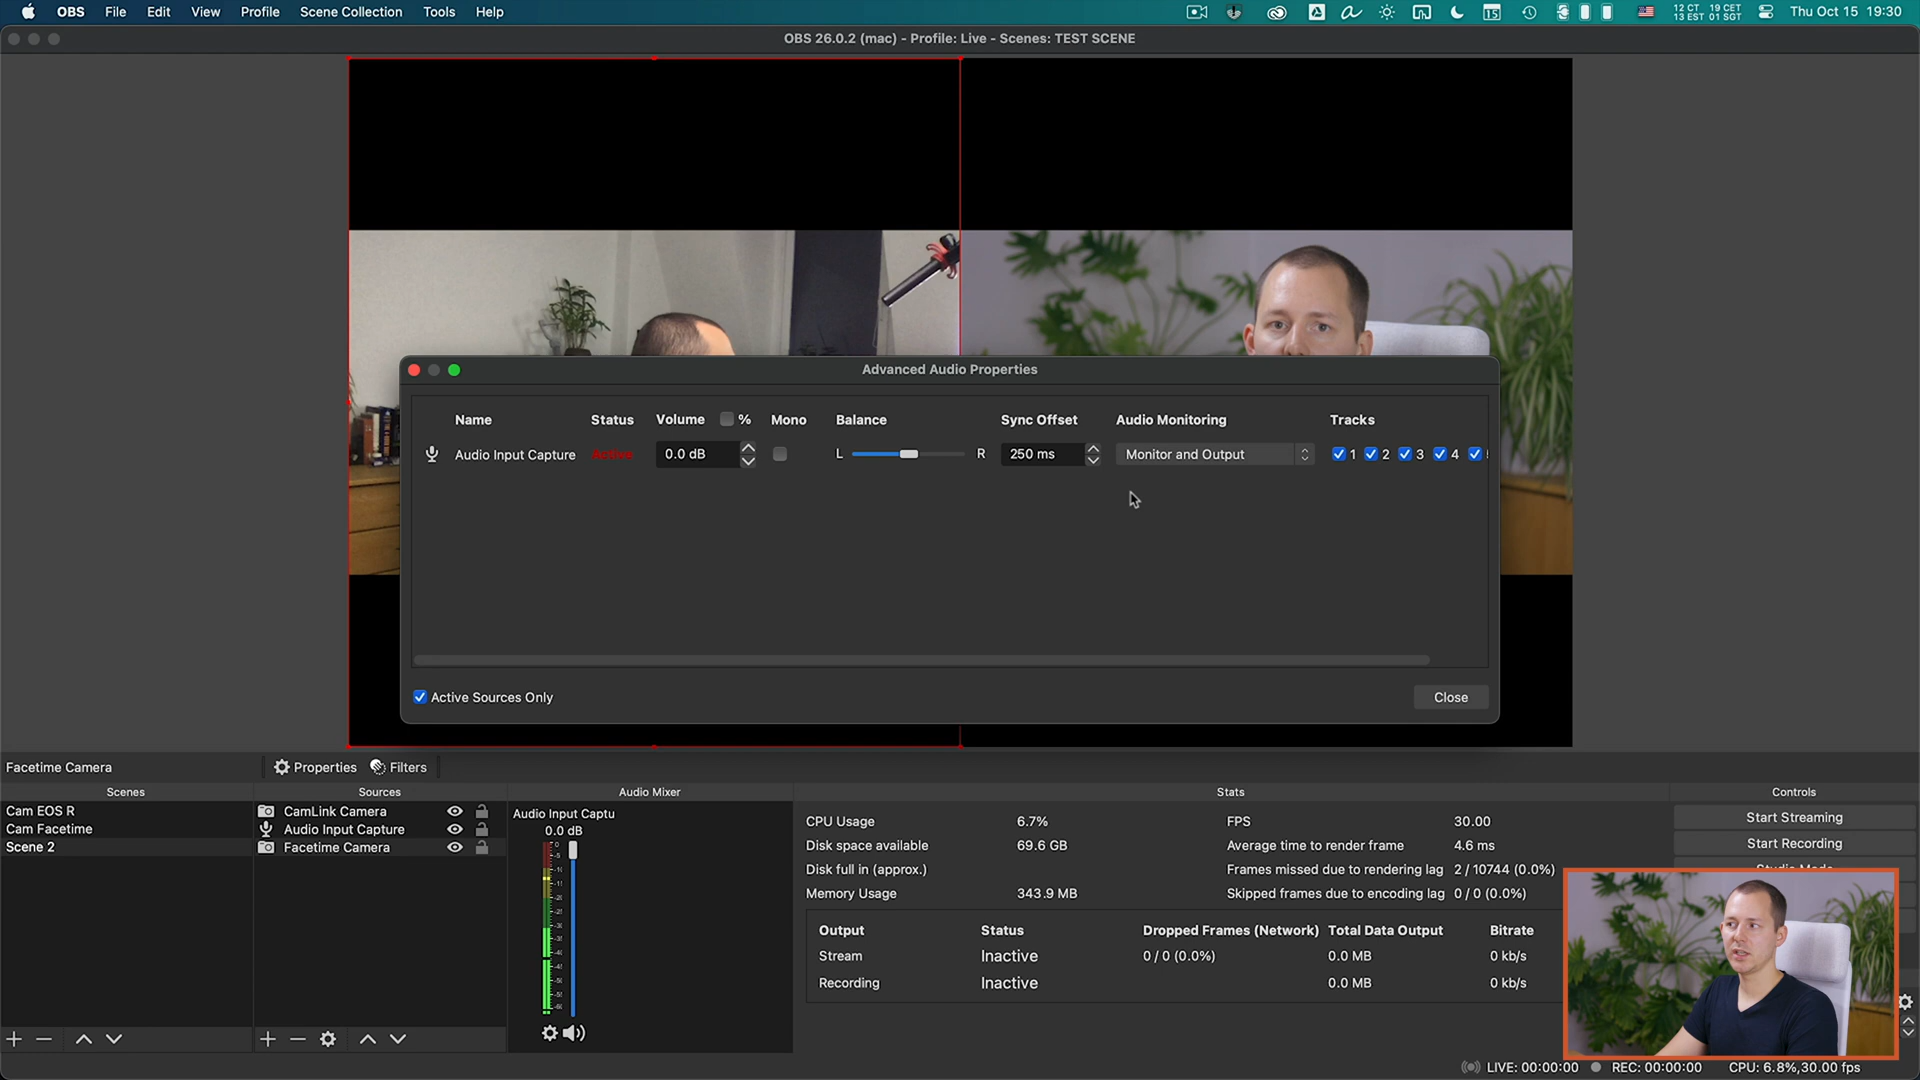 OBS File Edit View Profile Scene Collection Tools Help
15 12 CT 19 CET
13 EST 01 SGT
Thu Oct 15 19:30
OBS 26.0.2 (mac) - Profile: Live - Scenes: TEST SCENE
Advanced Audio Properties
Name Status Volume % Mono Balance Sync Offset Audio Monitoring Tracks
Audio Input Capture Active 0.0 dB L R 250 ms Monitor and Output 1 2 3 4
Active Sources Only
Close
Facetime Camera Properties Filters
Scenes Sources Audio Mixer Stats Controls
Cam EOS R
Cam Facetime
Scene 2
CamLink Camera
Audio Input Capture
Facetime Camera
Audio Input Captu
0.0 dB
CPU Usage 6.7%
Disk space available 69.6 GB
Disk full in (approx.)
Memory Usage 343.9 MB
FPS 30.00
Average time to render frame 4.6 ms
Frames missed due to rendering lag 2 / 10744 (0.0%)
Skipped frames due to encoding lag 0 / 0 (0.0%)
Output Status Dropped Frames (Network) Total Data Output Bitrate
Stream Inactive 0 / 0 (0.0%) 0.0 MB 0 kb/s
Recording Inactive 0.0 MB 0 kb/s
Start Streaming
Start Recording
LIVE: 00:00:00 REC: 00:00:00 CPU: 6.8%,30.00 fps